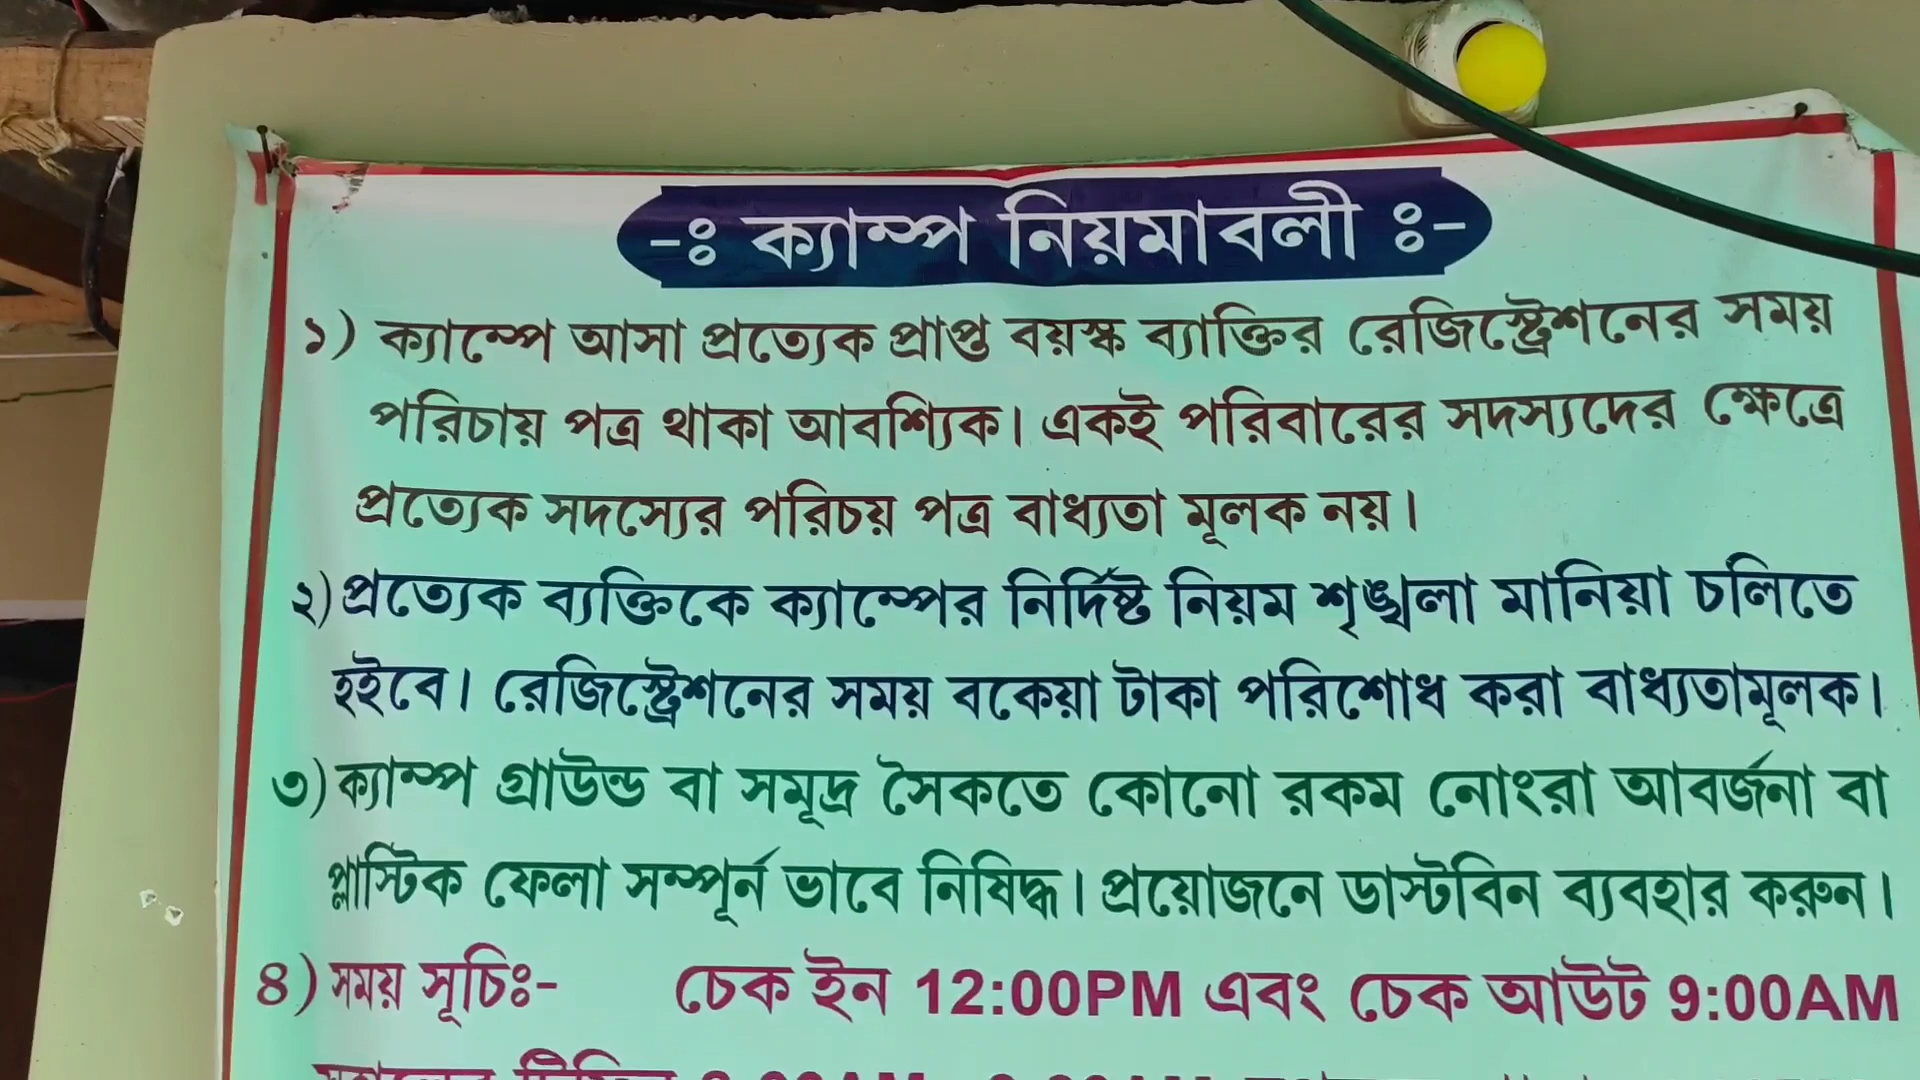 -ঃ ক্যাম্প নিয়মাবলী ঃ-
১) ক্যাম্পে আসা প্রত্যেক প্রাপ্ত বয়স্ক ব্যাক্তির রেজিস্ট্রেশনের সময়
পরিচায় পত্র থাকা আবশ্যিক। একই পরিবারের সদস্যদের ক্ষেত্রে
প্রত্যেক সদস্যের পরিচয় পত্র বাধ্যতা মূলক নয়।
২) প্রত্যেক ব্যক্তিকে ক্যাম্পের নির্দিষ্ট নিয়ম শৃঙ্খলা মানিয়া চলিতে
হইবে। রেজিস্ট্রেশনের সময় বকেয়া টাকা পরিশোধ করা বাধ্যতামূলক।
৩) ক্যাম্প গ্রাউন্ড বা সমূদ্র সৈকতে কোনো রকম নোংরা আবর্জনা বা
প্লাস্টিক ফেলা সম্পূর্ন ভাবে নিষিদ্ধ। প্রয়োজনে ডাস্টবিন ব্যবহার করুন।
৪) সময় সূচিঃ- চেক ইন 12:00PM এবং চেক আউট 9:00AM